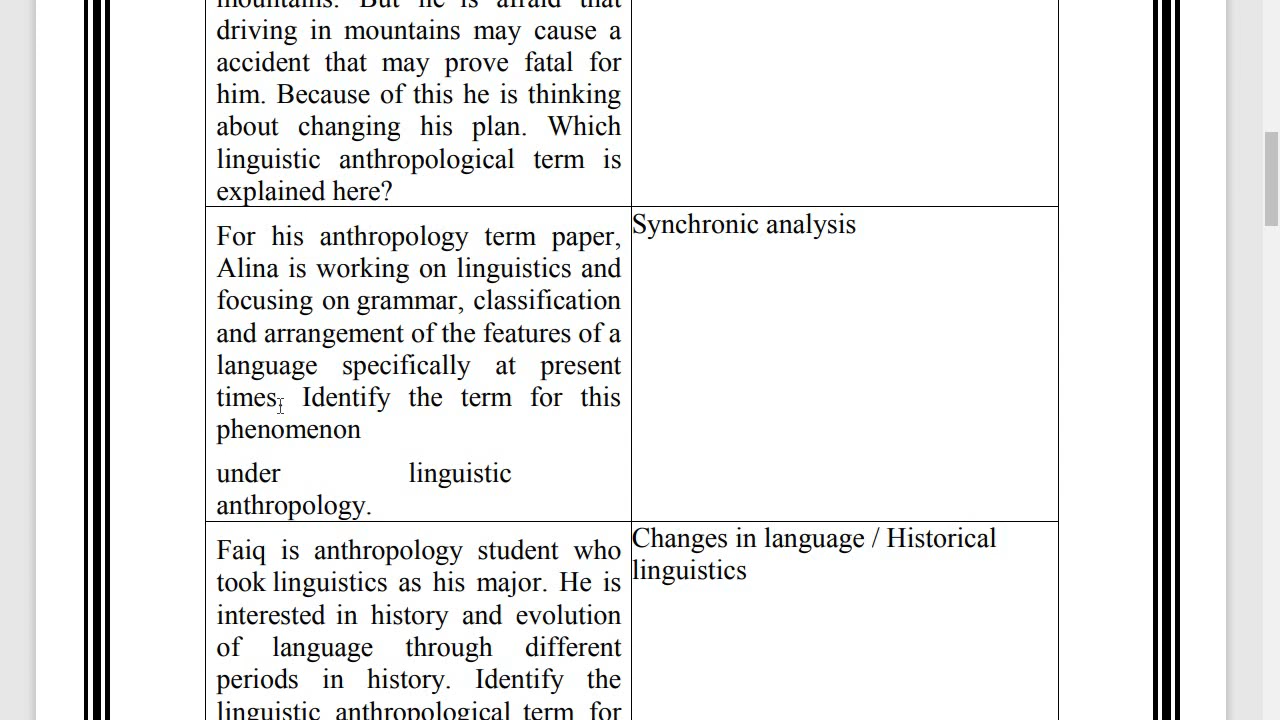 mountains. But he is afraid that
driving in mountains may cause a
accident that may prove fatal for
him. Because of this he is thinking
about changing his plan. Which
linguistic anthropological term is
explained here?
For his anthropology term paper,
Alina is working on linguistics and
focusing on grammar, classification
and arrangement of the features of a
language specifically at present
times. Identify the term for this
phenomenon
under linguistic
anthropology.
Synchronic analysis
Faiq is anthropology student who
took linguistics as his major. He is
interested in history and evolution
of language through different
periods in history. Identify the
linguistic anthropological term for
Changes in language / Historical
linguistics